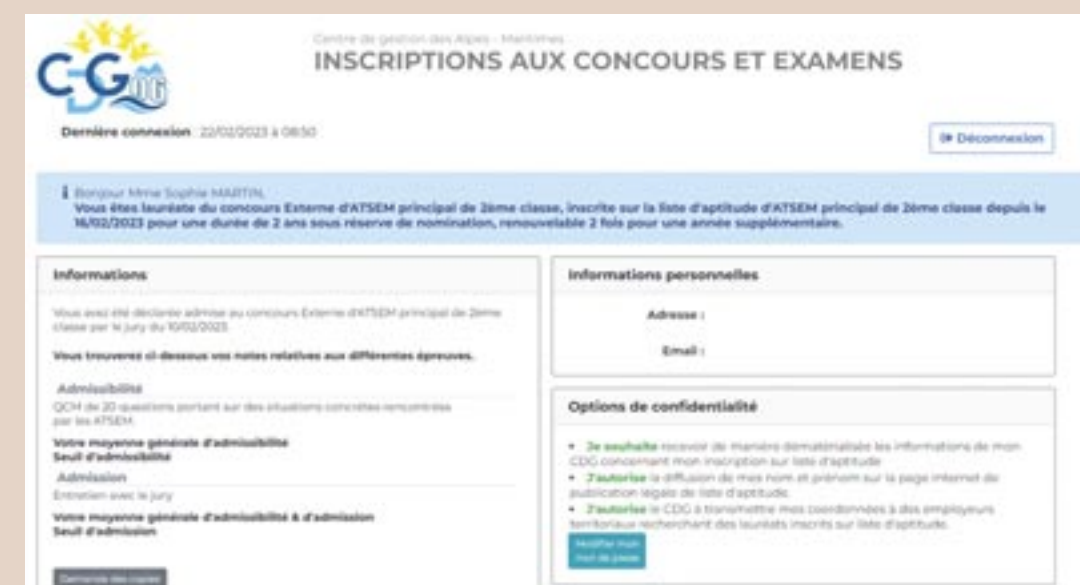 CDG
06
Centre de gestion des Alpes - Maritimes
INSCRIPTIONS AUX CONCOURS ET EXAMENS
Dernière connexion : 22/02/2023 à 08:50
Déconnexion
Bonjour Mme Sophie MARTIN,
Vous êtes lauréate du concours Externe d'ATSEM principal de 2ème classe, inscrite sur la liste d'aptitude d'ATSEM principal de 2ème classe depuis le
16/02/2023 pour une durée de 2 ans sous réserve de nomination, renouvelable 2 fois pour une année supplémentaire.
Informations
Vous avez été déclarée admise au concours Externe d'ATSEM principal de 2ème
classe par le jury du 10/02/2023.
Vous trouverez ci-dessous vos notes relatives aux différentes épreuves.
Admissibilité
QCM de 20 questions portant sur des situations concrètes rencontrées
par les ATSEM.
Votre moyenne générale d'admissibilité
Seuil d'admissibilité
Admission
Entretien avec le jury
Votre moyenne générale d'admissibilité & d'admission
Seuil d'admission
Demande des copies
Informations personnelles
Adresse :
Email :
Options de confidentialité
• Je souhaite recevoir de manière dématérialisée les informations de mon
CDG concernant mon inscription sur liste d'aptitude
• J'autorise la diffusion de mes nom et prénom sur la page internet de
publication légale de liste d'aptitude.
• J'autorise le CDG à transmettre mes coordonnées à des employeurs
territoriaux recherchant des lauréats inscrits sur liste d'aptitude.
Modifier mon
mot de passe